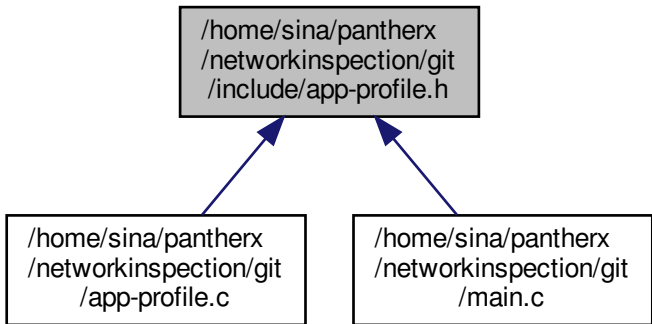 /home/sina/pantherx
/networkinspection/git
/include/app-profile.h
/home/sina/pantherx
/networkinspection/git
/app-profile.c
/home/sina/pantherx
/networkinspection/git
/main.c